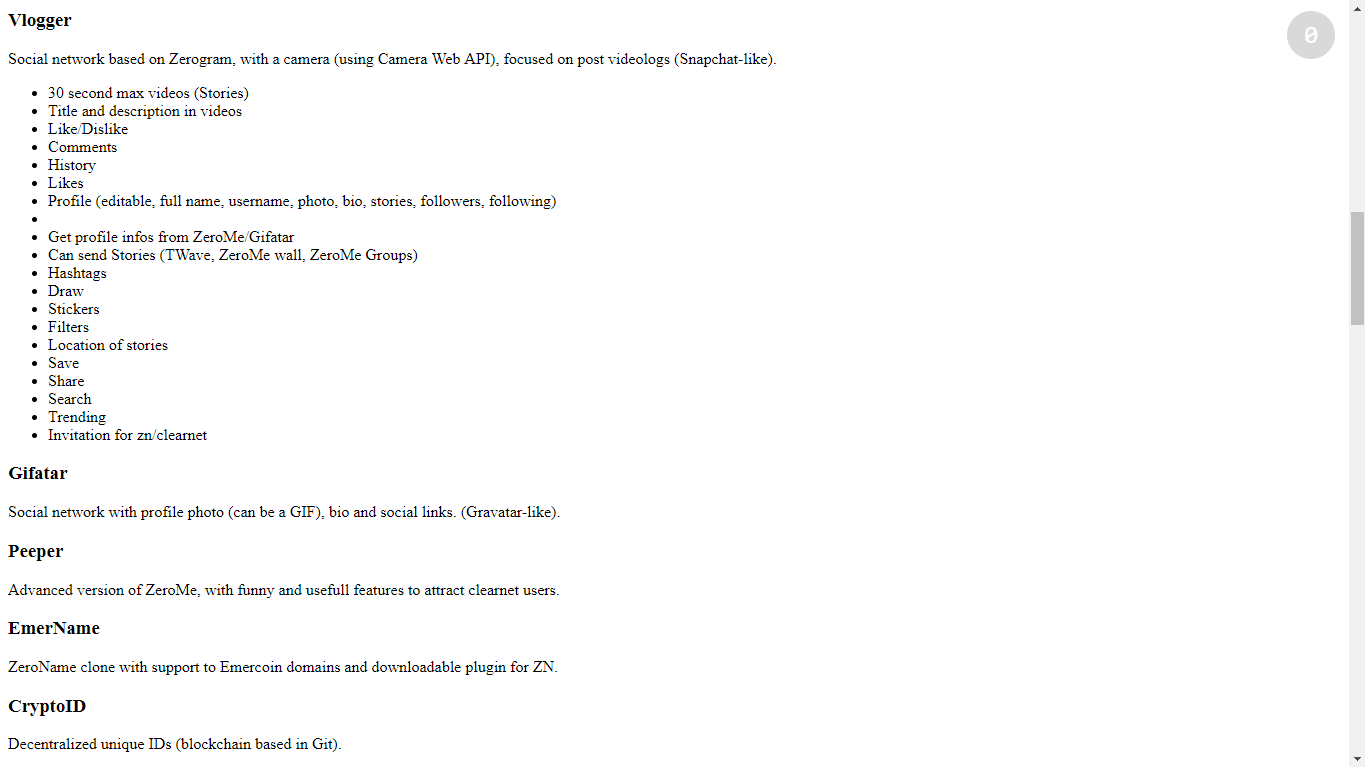 Vlogger
0
Social network based on Zerogram, with a camera (using Camera Web API), focused on post videologs (Snapchat-like).
30 second max videos (Stories)
Title and description in videos
Like/Dislike
Comments
History
Likes
Profile (editable, full name, username, photo, bio, stories, followers, following)
Get profile infos from ZeroMe/Gifatar
Can send Stories (TWave, ZeroMe wall, ZeroMe Groups)
Hashtags
Draw
Stickers
Filters
Location of stories
Save
Share
Search
Trending
Invitation for zn/clearnet
Gifatar
Social network with profile photo (can be a GIF), bio and social links. (Gravatar-like).
Peeper
Advanced version of ZeroMe, with funny and usefull features to attract clearnet users.
EmerName
ZeroName clone with support to Emercoin domains and downloadable plugin for ZN.
CryptoID
Decentralized unique IDs (blockchain based in Git).